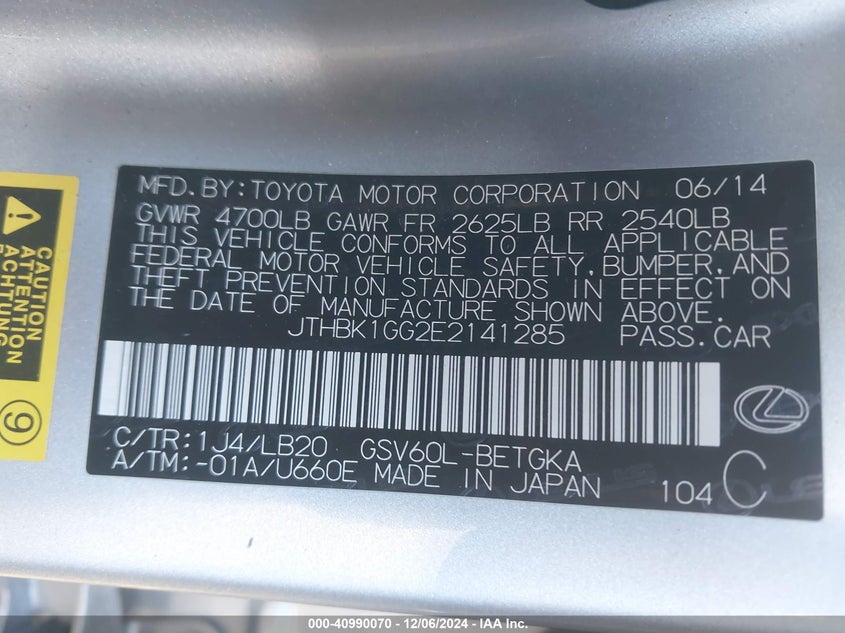 MFD. BY: TOYOTA MOTOR CORPORATION 06/14
GVWR 4700LB GAWR FR 2625LB RR 2540LB
THIS VEHICLE CONFORMS TO ALL APPLICABLE
FEDERAL MOTOR VEHICLE SAFETY, BUMPER, AND
THEFT PREVENTION STANDARDS IN EFFECT ON
THE DATE OF MANUFACTURE SHOWN ABOVE.
JTHBK1GG2E2141285 PASS.CAR
C/TR: 1J4/LB20 GSV60L-BETGKA
A/TM: -01A/U660E MADE IN JAPAN
104 C
CAUTION
ATTENTION
ACHTUNG
9
000-40990070 - 12/06/2024 - IAA Inc.